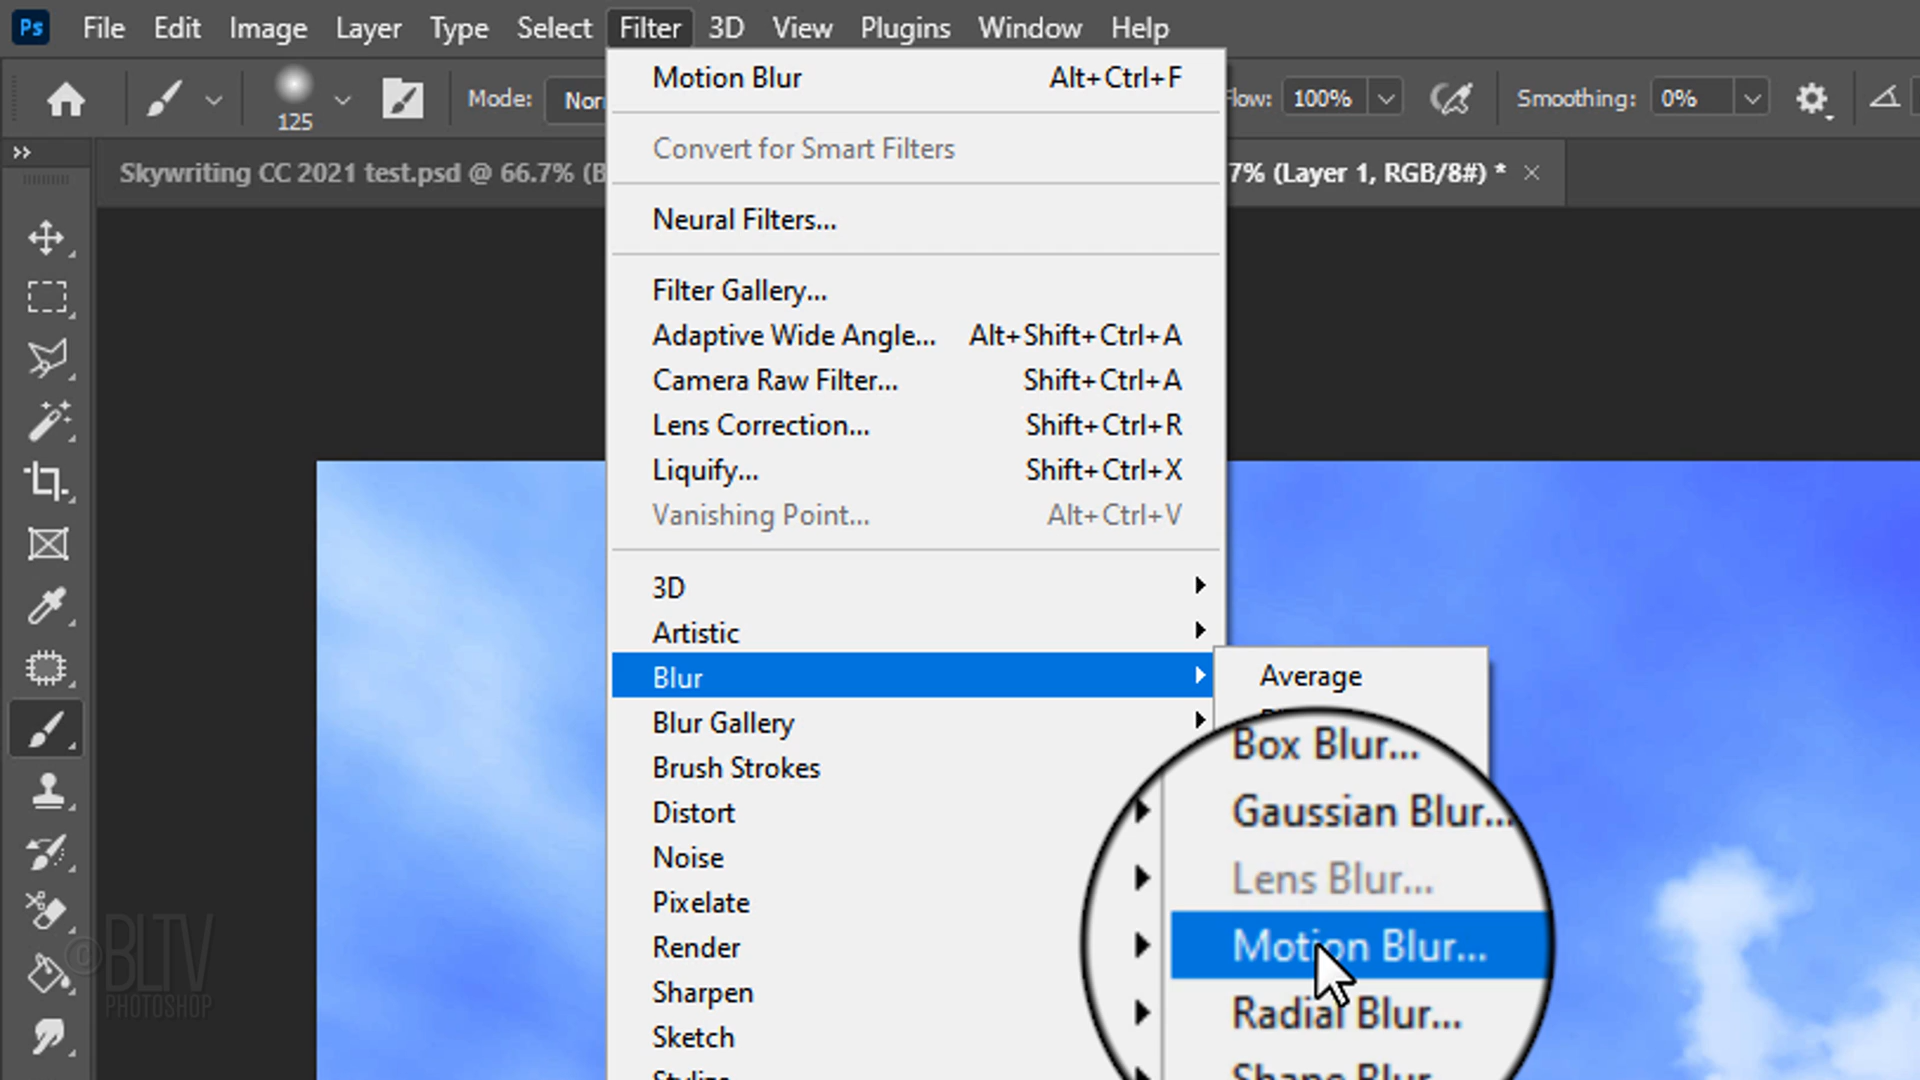 Ps File Edit Image Layer Type Select Filter 3D View Plugins Window Help
125 Mode: Flow: 100% Smoothing: 0%
Skywriting CC 2021 test.psd @ 66.7% (B 7% (Layer 1, RGB/8#) * ×
Motion Blur Alt+Ctrl+F
Convert for Smart Filters
Neural Filters...
Filter Gallery...
Adaptive Wide Angle... Alt+Shift+Ctrl+A
Camera Raw Filter... Shift+Ctrl+A
Lens Correction... Shift+Ctrl+R
Liquify... Shift+Ctrl+X
Vanishing Point... Alt+Ctrl+V
3D
Artistic
Blur
Blur Gallery
Brush Strokes
Distort
Noise
Pixelate
Render
Sharpen
Sketch
Average
Box Blur...
Gaussian Blur...
Lens Blur...
Motion Blur...
Radial Blur...
Shape Blur
©BLTV
PHOTOSHOP